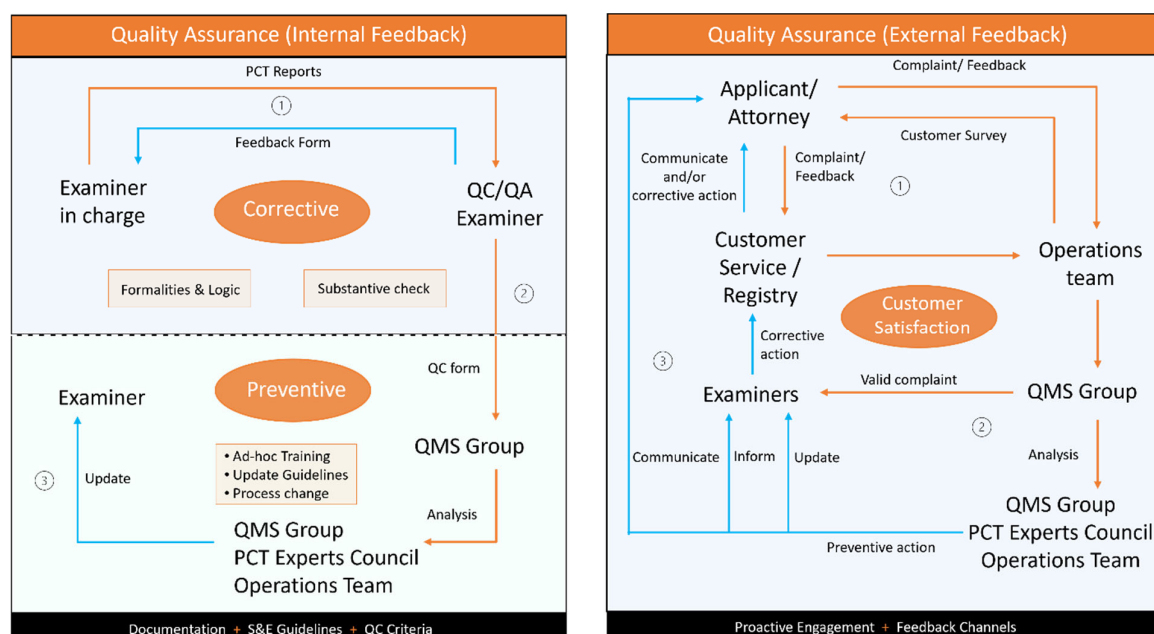 Quality Assurance (Internal Feedback)
PCT Reports
1
Feedback Form
Examiner
in charge
Corrective
QC/QA
Examiner
Formalities & Logic
Substantive check
2
Preventive
QC form
Examiner
QMS Group
• Ad-hoc Training
• Update Guidelines
• Process change
3
Update
Analysis
QMS Group
PCT Experts Council
Operations Team
Documentation + S&E Guidelines + QC Criteria
Quality Assurance (External Feedback)
Complaint/ Feedback
Applicant/
Attorney
Customer Survey
Communicate
and/or
corrective action
Complaint/
Feedback
1
Customer
Service /
Registry
Operations
team
Customer
Satisfaction
Corrective
action
3
Valid complaint
Examiners
QMS Group
2
Communicate
Inform
Update
Analysis
QMS Group
PCT Experts Council
Operations Team
Preventive action
Proactive Engagement + Feedback Channels